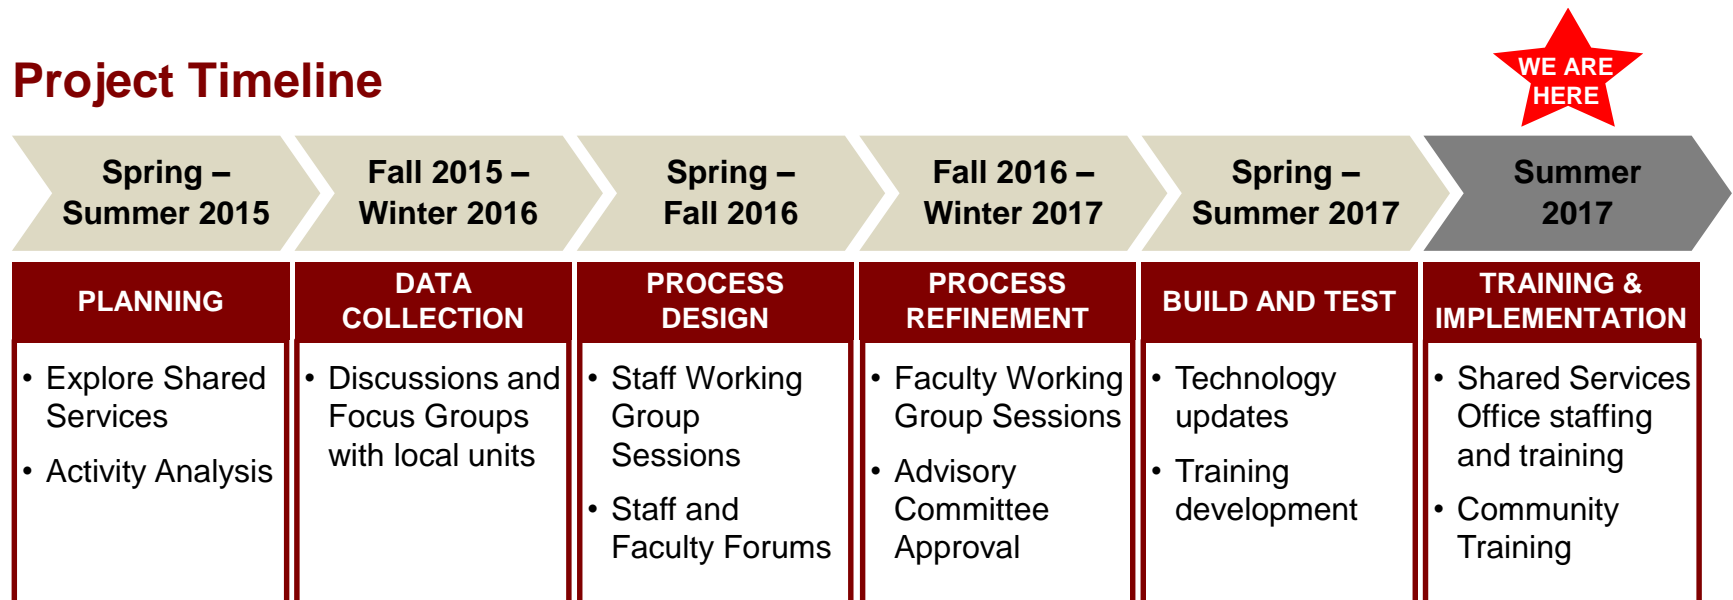 WE ARE
HERE
Project Timeline
Spring –
Summer 2015
Fall 2015 –
Winter 2016
Spring –
Fall 2016
Fall 2016 –
Winter 2017
Spring –
Summer 2017
Summer
2017
PLANNING
DATA
COLLECTION
PROCESS
DESIGN
PROCESS
REFINEMENT
BUILD AND TEST
TRAINING &
IMPLEMENTATION
• Explore Shared
Services
• Activity Analysis
• Discussions and
Focus Groups
with local units
• Staff Working
Group
Sessions
• Staff and
Faculty Forums
• Faculty Working
Group Sessions
• Advisory
Committee
Approval
• Technology
updates
• Training
development
• Shared Services
Office staffing
and training
• Community
Training